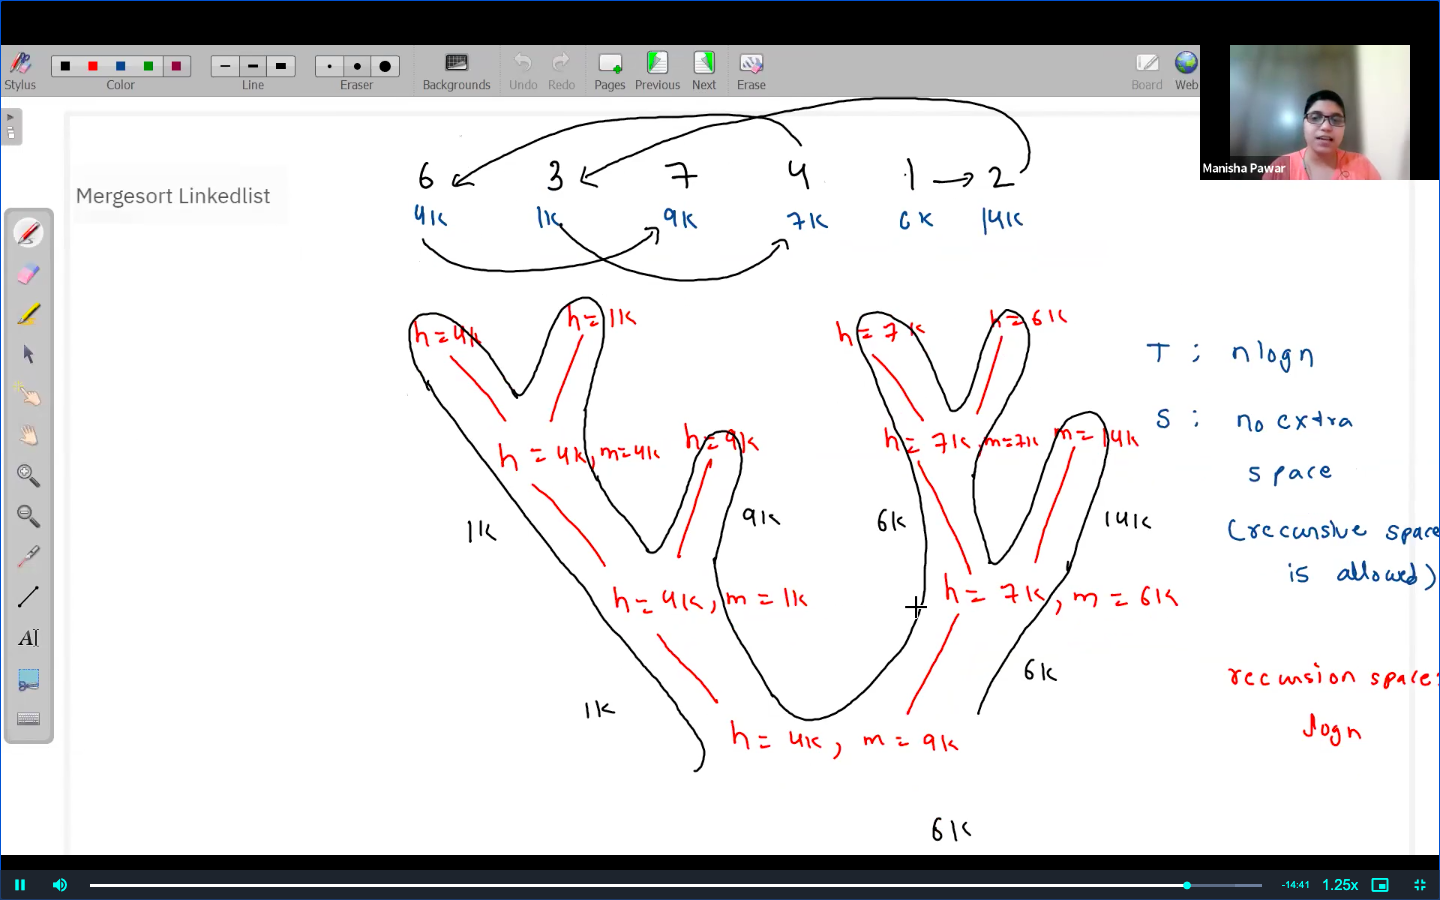 Stylus
Color
Line
Eraser
Backgrounds
Undo
Redo
Pages
Previous
Next
Erase
Board
Web
Manisha Pawar
Mergesort Linkedlist
6 3 7 4 1 2
4K 1K 9K 7K 6K 14K
h=4K h=1K h=7K h=6K
T ; nlogn
S : no extra
space
(recursive space
is allowed)
h=4K, m=4K h=9K h=7K, m=7K m=14K
1K 9K 6K 14K
h=4K, m=1K h=7K, m=6K
1K 6K
recursion space:
logn
h=4K, m=9K
6K
AI
-14:41
1.25x